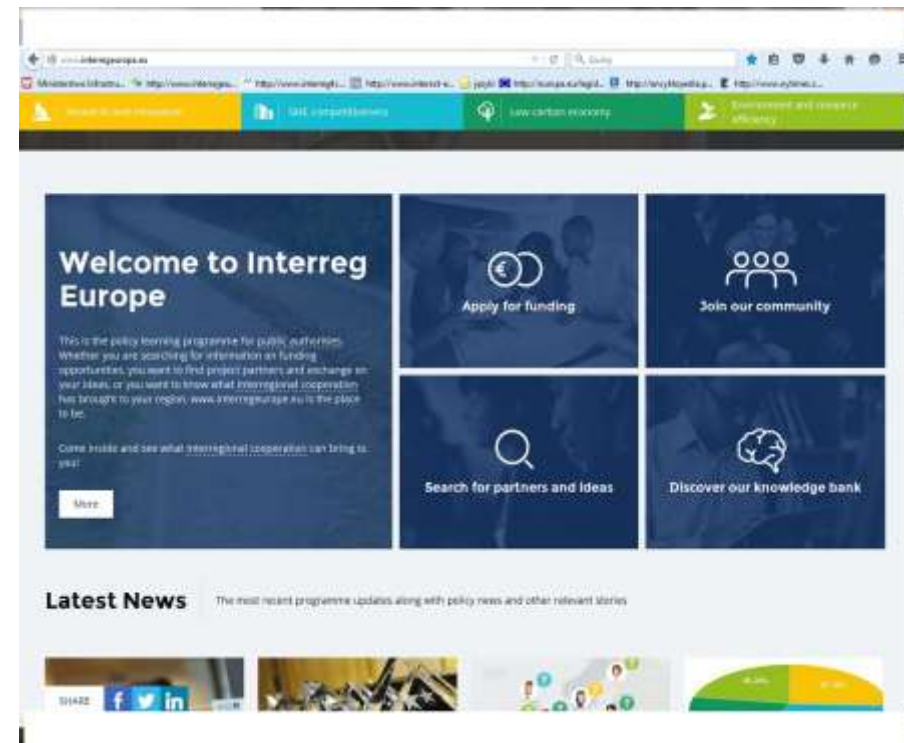 www.interregeurope.eu
SME competitiveness
Low carbon economy
Environment and resource
efficiency
Welcome to Interreg
Europe
This is the policy learning programme for public authorities.
Whether you are searching for information on funding
opportunities, you want to find project partners and exchange on
your ideas, or you want to know what interregional cooperation
has brought to your region, www.interregeurope.eu is the place
to be.
Come inside and see what interregional cooperation can bring to
you!
More
Apply for funding
Join our community
Search for partners and ideas
Discover our knowledge bank
Latest News
The most recent programme updates along with policy news and other relevant stories
SHARE